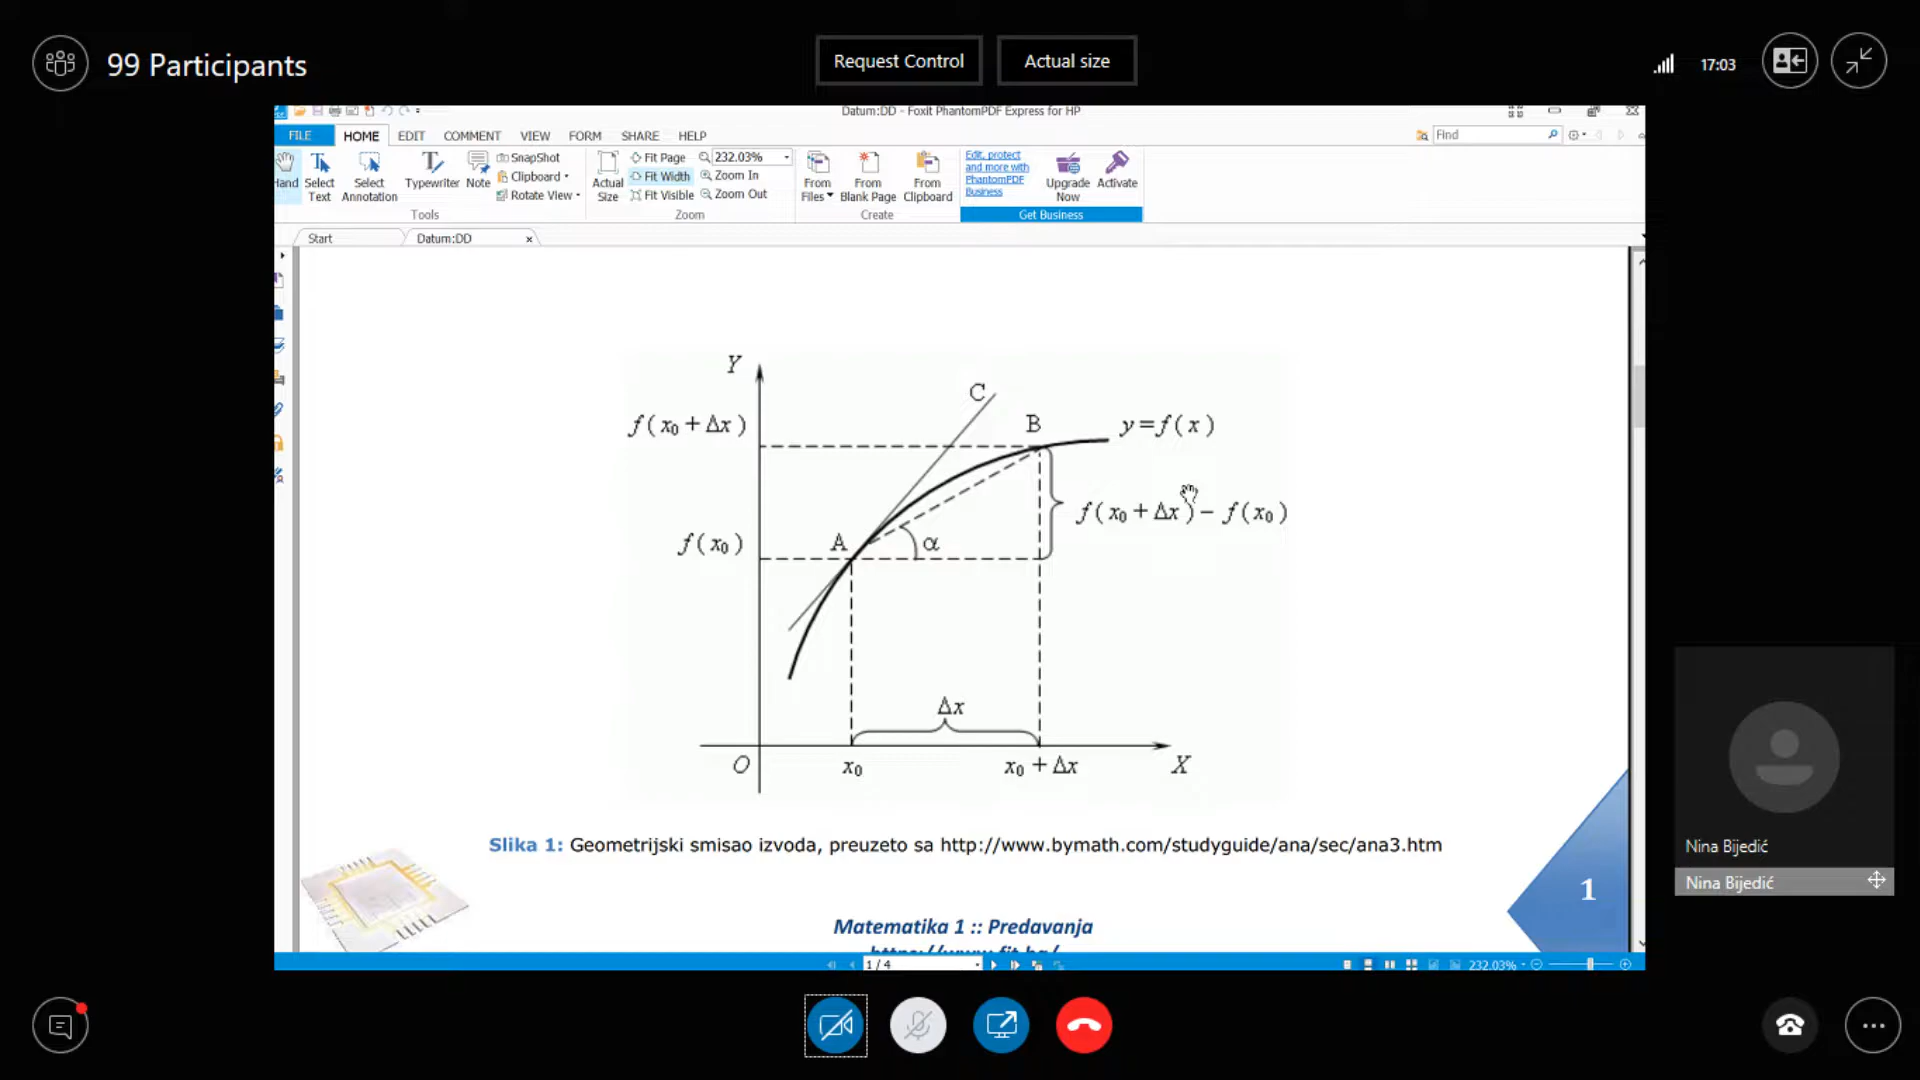 99 Participants
Request Control
Actual size
17:03
Datum:DD - Foxit PhantomPDF Express for HP
FILE HOME EDIT COMMENT VIEW FORM SHARE HELP
Find
Hand
Select Text
Select Annotation
Typewriter
Note
SnapShot
Clipboard
Rotate View
Tools
Actual Size
Fit Page
Fit Width
Fit Visible
232.03%
Zoom In
Zoom Out
Zoom
From Files
From Blank Page
From Clipboard
Create
Edit, protect
and more with
PhantomPDF
Business
Upgrade Now
Activate
Get Business
Start
Datum:DD
Y
C
f(x₀ + Δx)
B
y=f(x)
f(x₀ + Δx) – f(x₀)
f(x₀)
A
α
Δx
O
x₀
x₀ + Δx
X
Slika 1: Geometrijski smisao izvoda, preuzeto sa http://www.bymath.com/studyguide/ana/sec/ana3.htm
1
Matematika 1 :: Predavanja
https://www.fit.ba/
1 / 4
232.03%
Nina Bijedić
Nina Bijedić